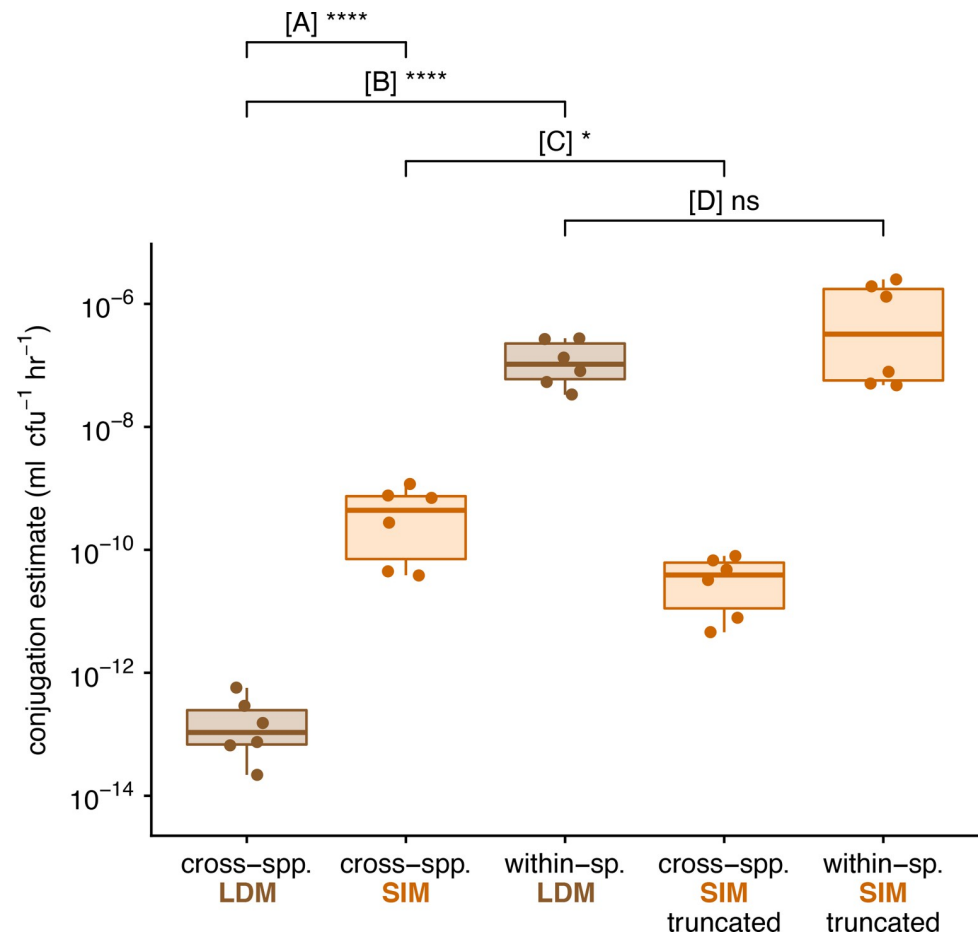 [A] ****
[B] ****
[C] *
[D] ns
conjugation estimate (ml cfu⁻¹ hr⁻¹)
10⁻⁶
10⁻⁸
10⁻¹⁰
10⁻¹²
10⁻¹⁴
cross–spp.
LDM
cross–spp.
SIM
within–sp.
LDM
cross–spp.
SIM
truncated
within–sp.
SIM
truncated